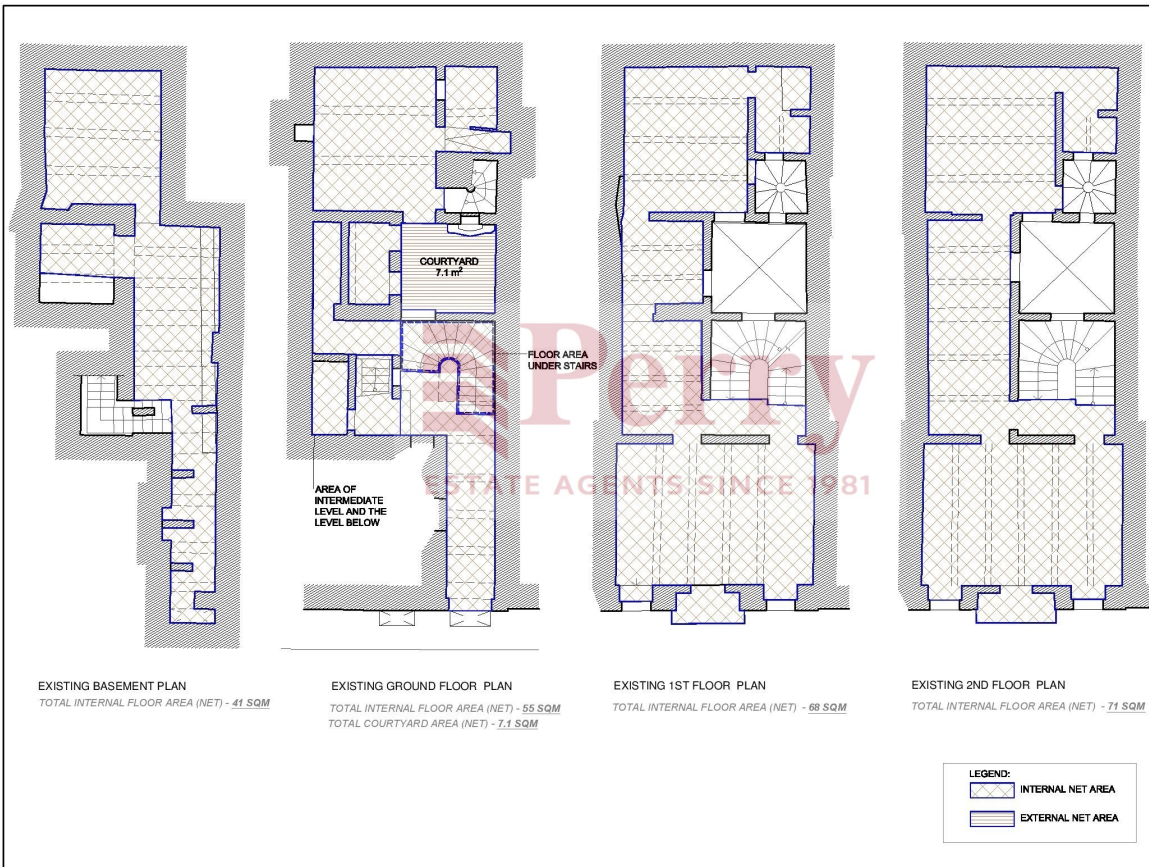 COURTYARD
7.1 m²
FLOOR AREA
UNDER STAIRS
AREA OF
INTERMEDIATE
LEVEL AND THE
LEVEL BELOW
Perry
ESTATE AGENTS SINCE 1981
EXISTING BASEMENT PLAN
TOTAL INTERNAL FLOOR AREA (NET) - 41 SQM
EXISTING GROUND FLOOR PLAN
TOTAL INTERNAL FLOOR AREA (NET) - 55 SQM
TOTAL COURTYARD AREA (NET) - 7.1 SQM
EXISTING 1ST FLOOR PLAN
TOTAL INTERNAL FLOOR AREA (NET) - 68 SQM
EXISTING 2ND FLOOR PLAN
TOTAL INTERNAL FLOOR AREA (NET) - 71 SQM
LEGEND:
INTERNAL NET AREA
EXTERNAL NET AREA